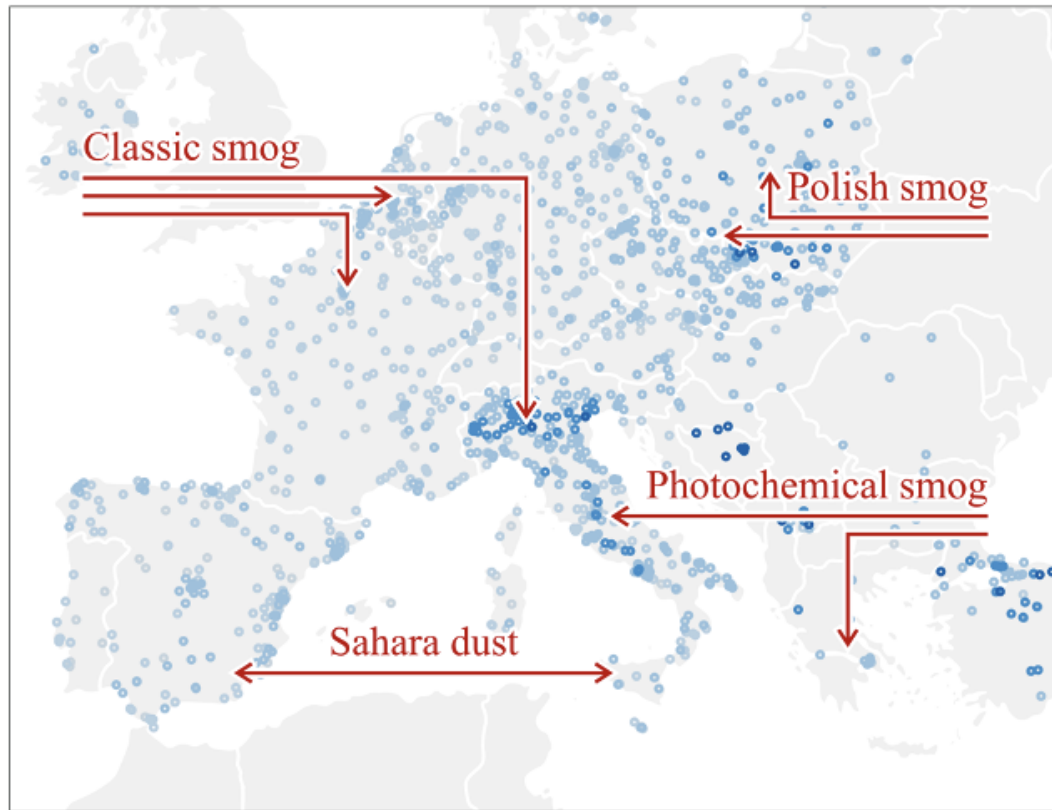 Classic smog
Polish smog
Photochemical smog
Sahara dust